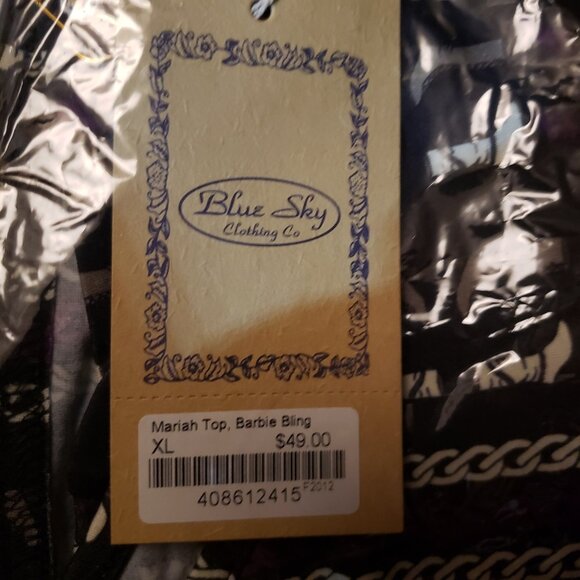 Blue Sky
Clothing Co
Mariah Top, Barbie Bling
XL $49.00
408612415 F2012